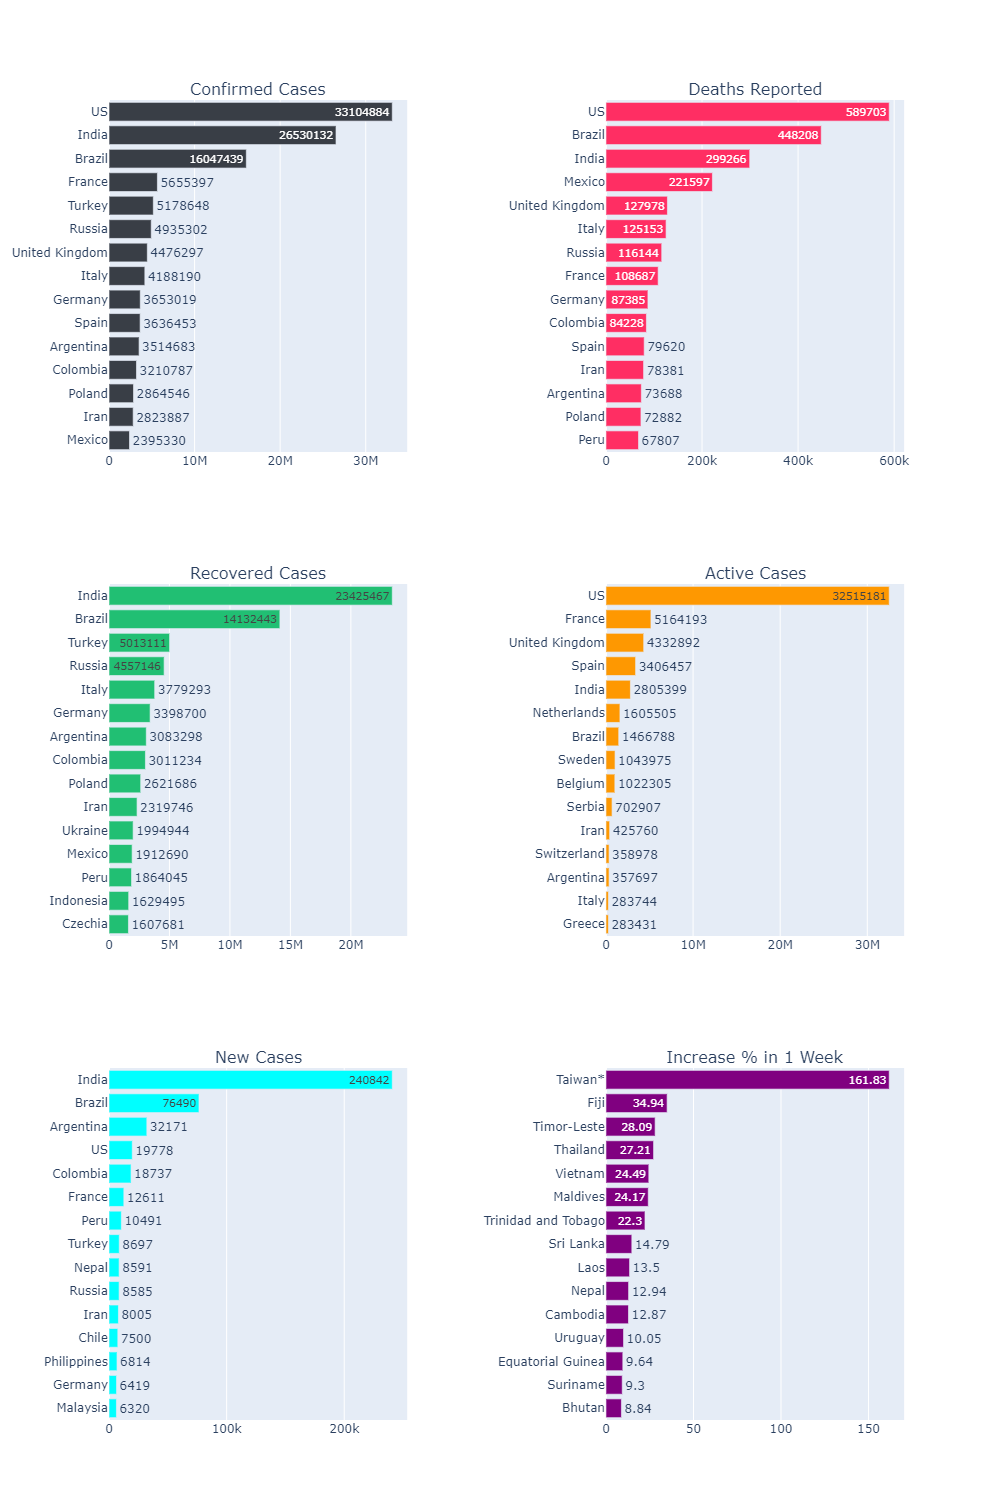 Confirmed Cases
US 33104884
India 26530132
Brazil 16047439
France 5655397
Turkey 5178648
Russia 4935302
United Kingdom 4476297
Italy 4188190
Germany 3653019
Spain 3636453
Argentina 3514683
Colombia 3210787
Poland 2864546
Iran 2823887
Mexico 2395330
0 10M 20M 30M
Deaths Reported
US 589703
Brazil 448208
India 299266
Mexico 221597
United Kingdom 127978
Italy 125153
Russia 116144
France 108687
Germany 87385
Colombia 84228
Spain 79620
Iran 78381
Argentina 73688
Poland 72882
Peru 67807
0 200k 400k 600k
Recovered Cases
India 23425467
Brazil 14132443
Turkey 5013111
Russia 4557146
Italy 3779293
Germany 3398700
Argentina 3083298
Colombia 3011234
Poland 2621686
Iran 2319746
Ukraine 1994944
Mexico 1912690
Peru 1864045
Indonesia 1629495
Czechia 1607681
0 5M 10M 15M 20M
Active Cases
US 32515181
France 5164193
United Kingdom 4332892
Spain 3406457
India 2805399
Netherlands 1605505
Brazil 1466788
Sweden 1043975
Belgium 1022305
Serbia 702907
Iran 425760
Switzerland 358978
Argentina 357697
Italy 283744
Greece 283431
0 10M 20M 30M
New Cases
India 240842
Brazil 76490
Argentina 32171
US 19778
Colombia 18737
France 12611
Peru 10491
Turkey 8697
Nepal 8591
Russia 8585
Iran 8005
Chile 7500
Philippines 6814
Germany 6419
Malaysia 6320
0 100k 200k
Increase % in 1 Week
Taiwan* 161.83
Fiji 34.94
Timor-Leste 28.09
Thailand 27.21
Vietnam 24.49
Maldives 24.17
Trinidad and Tobago 22.3
Sri Lanka 14.79
Laos 13.5
Nepal 12.94
Cambodia 12.87
Uruguay 10.05
Equatorial Guinea 9.64
Suriname 9.3
Bhutan 8.84
0 50 100 150